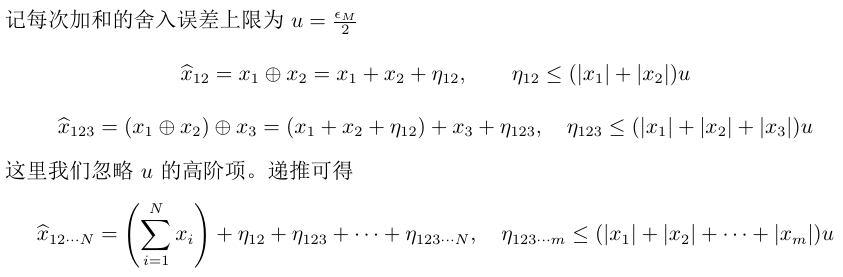 记每次加和的舍入误差上限为 $u = \frac{\epsilon_M}{2}$
$\widehat{x}_{12} = x_1 \oplus x_2 = x_1 + x_2 + \eta_{12}, \qquad \eta_{12} \leq (|x_1| + |x_2|)u$
$\widehat{x}_{123} = (x_1 \oplus x_2) \oplus x_3 = (x_1 + x_2 + \eta_{12}) + x_3 + \eta_{123}, \quad \eta_{123} \leq (|x_1| + |x_2| + |x_3|)u$
这里我们忽略 $u$ 的高阶项。递推可得
$\widehat{x}_{12\cdots N} = \left(\sum_{i=1}^{N} x_i\right) + \eta_{12} + \eta_{123} + \cdots + \eta_{123\cdots N}, \quad \eta_{123\cdots m} \leq (|x_1| + |x_2| + \cdots + |x_m|)u$